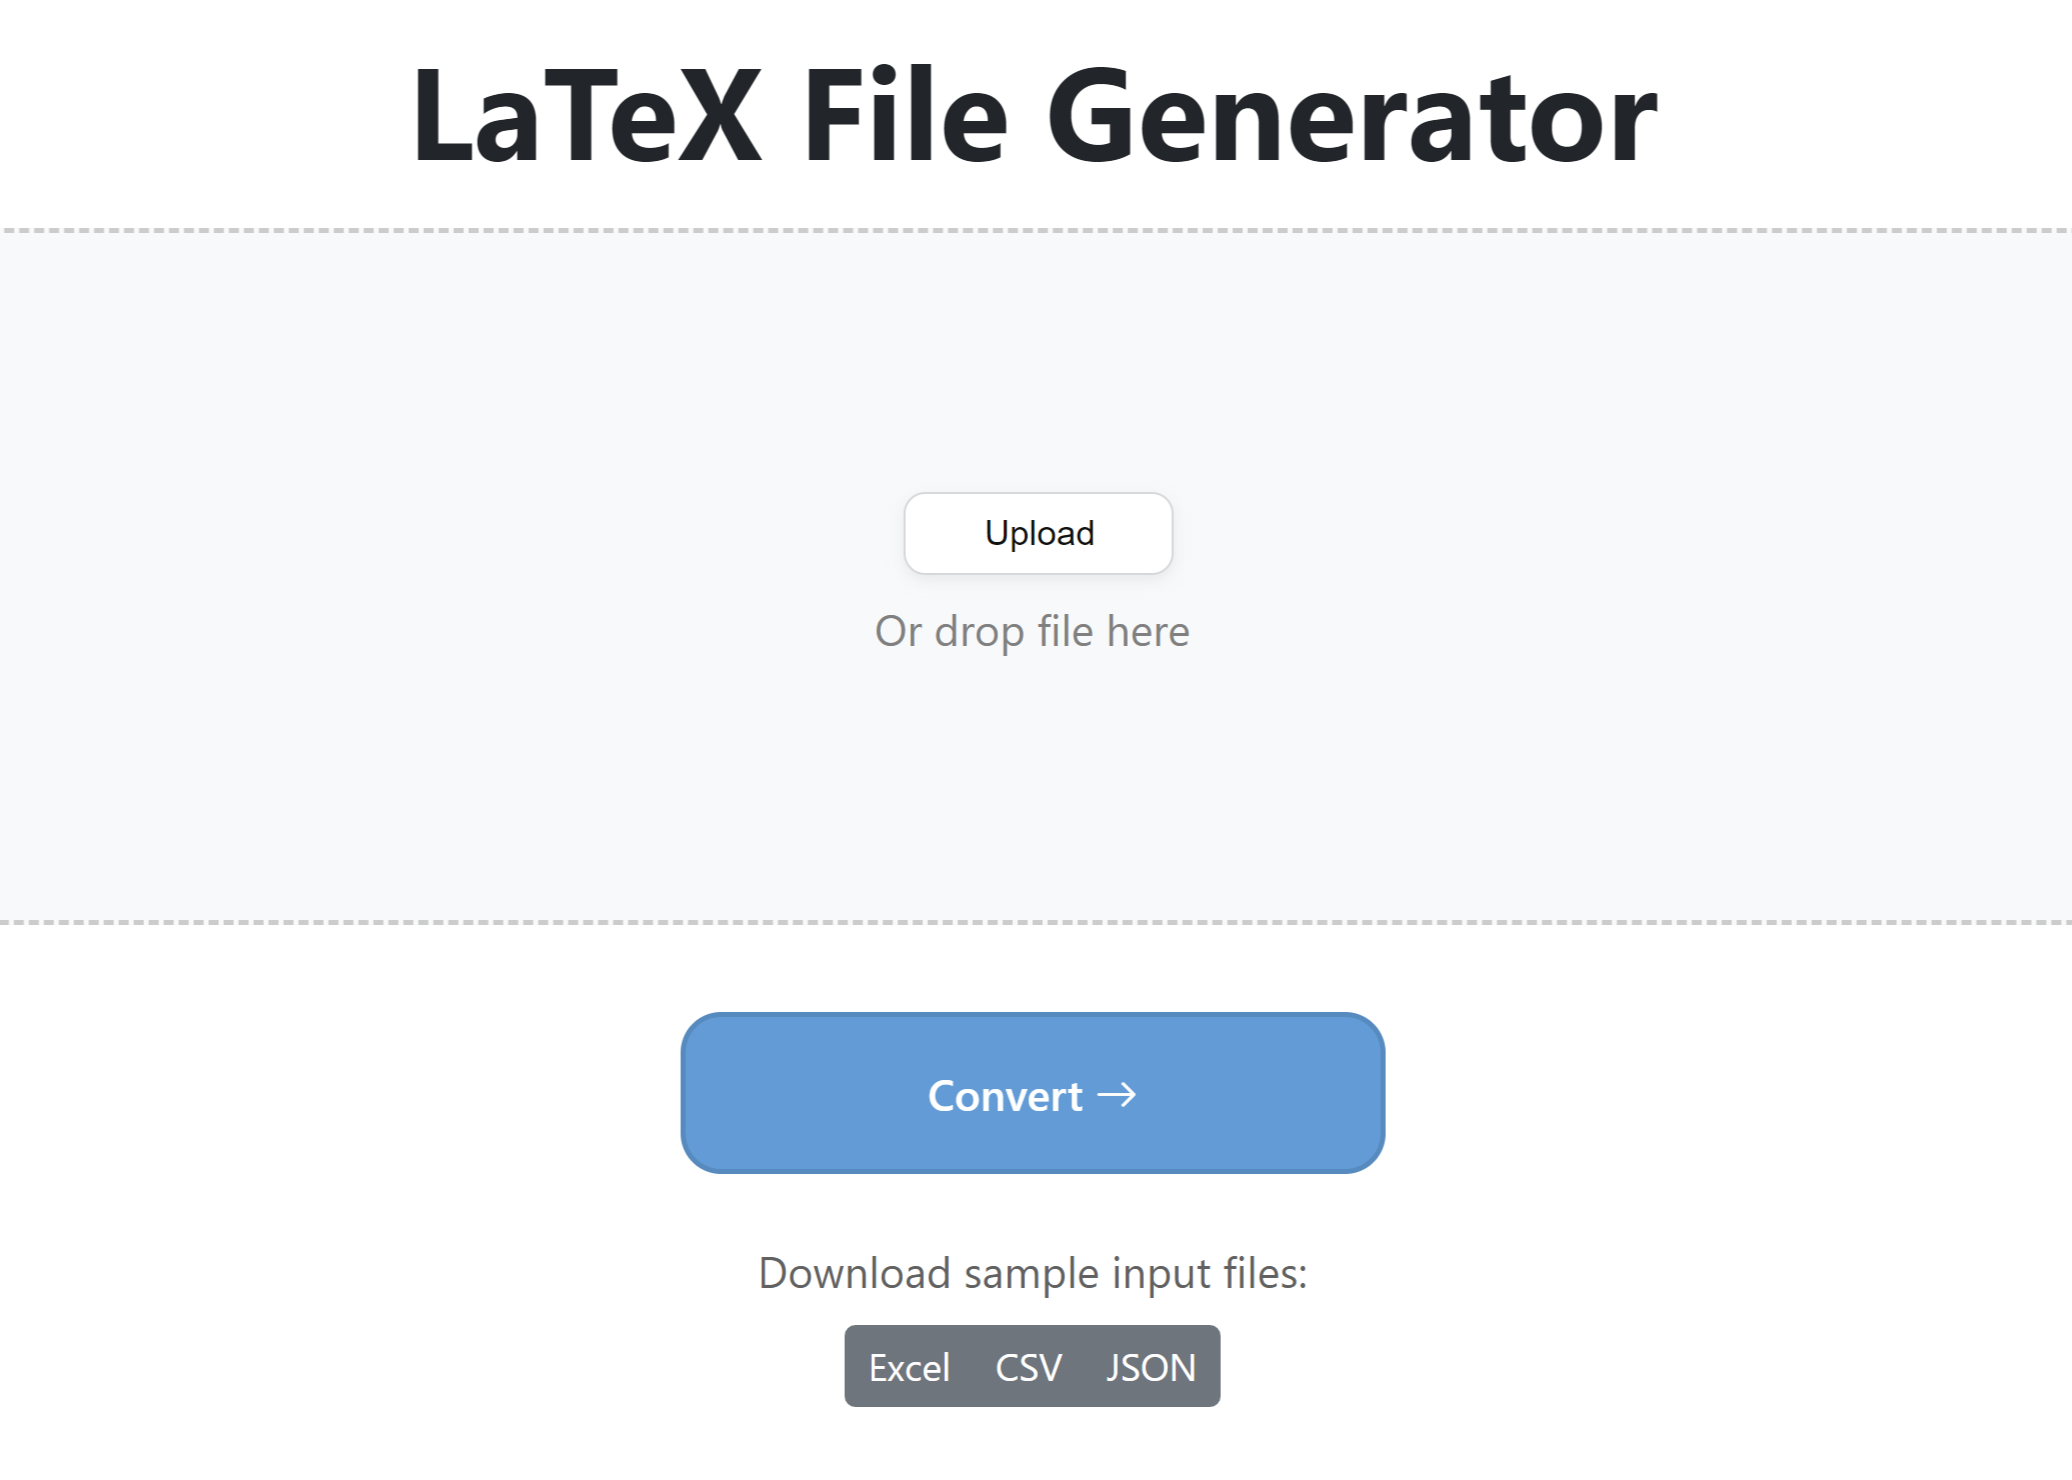 LaTeX File Generator
Upload
Or drop file here
Convert →
Download sample input files:
Excel CSV JSON